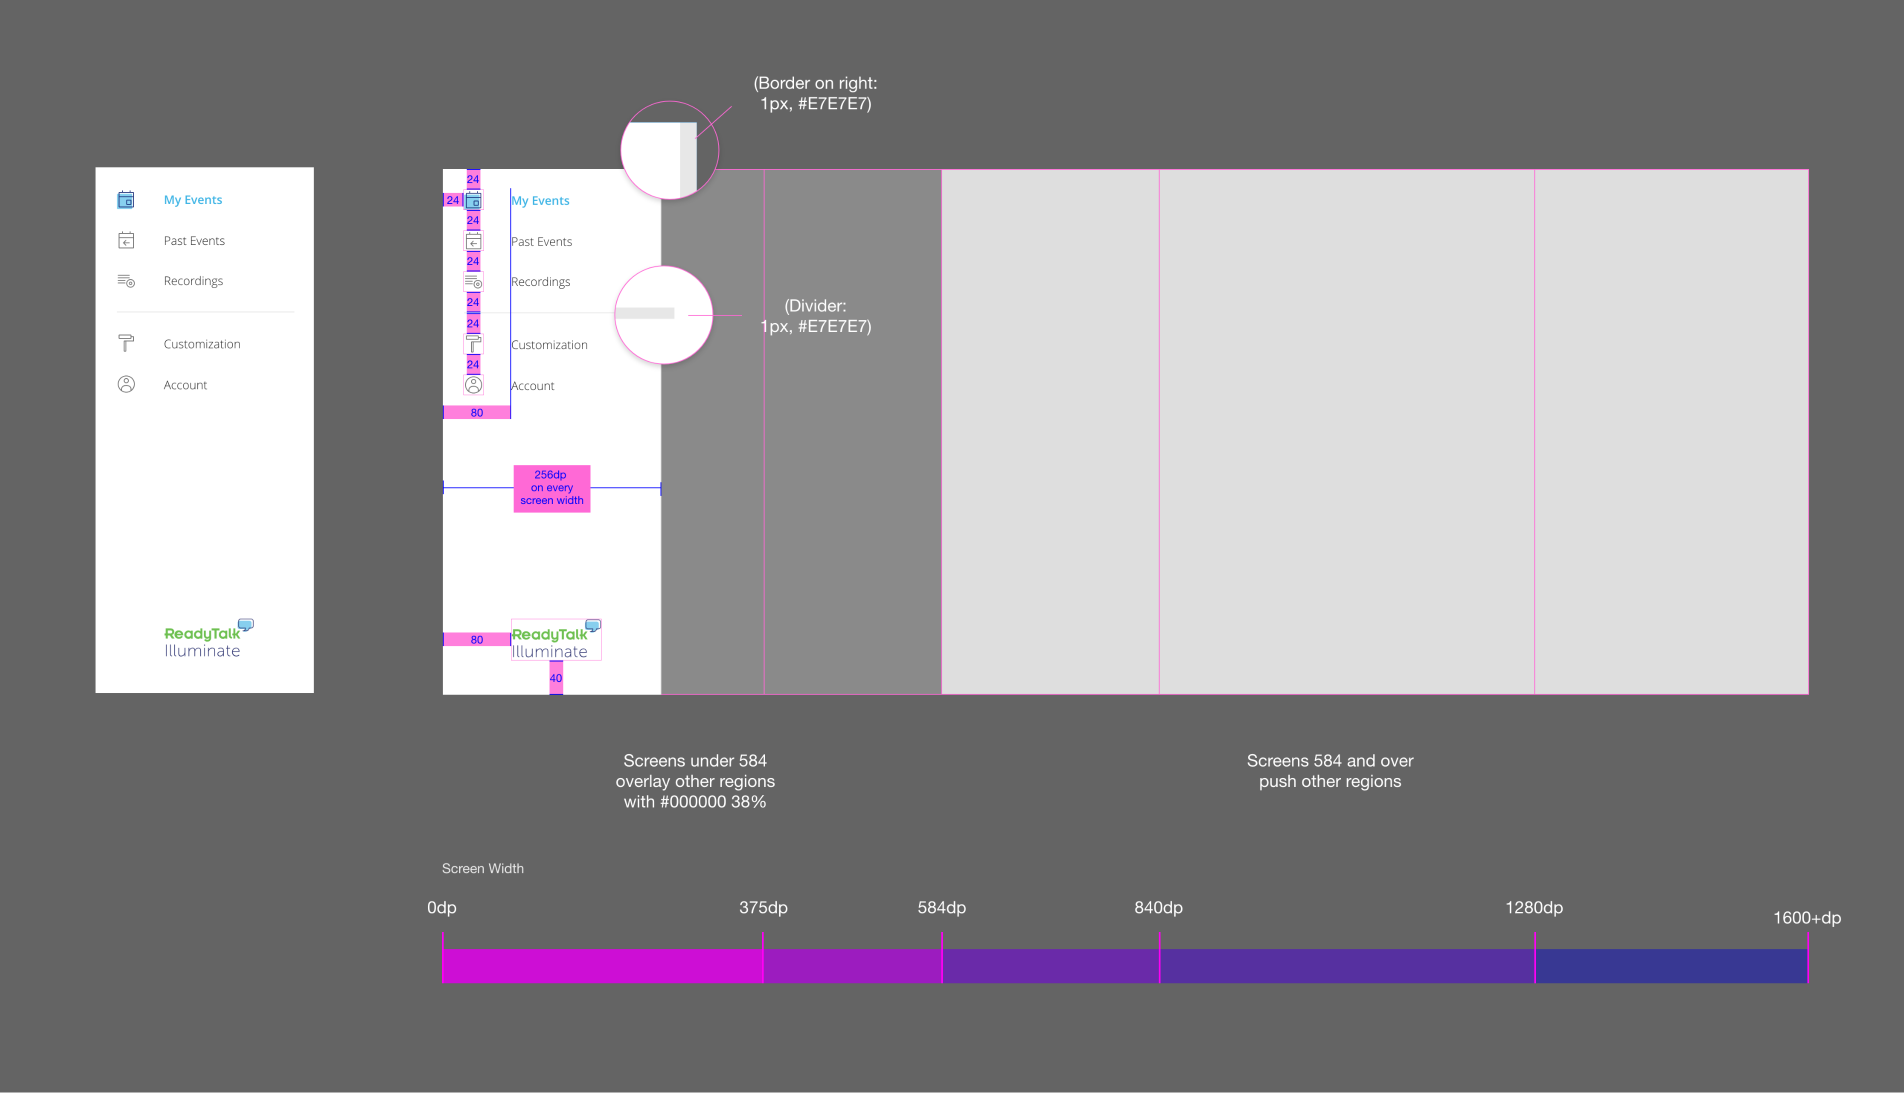 (Border on right:
1px, #E7E7E7)
My Events
Past Events
Recordings
Customization
Account
ReadyTalk
Illuminate
24
24
My Events
24
Past Events
24
Recordings
24
24
Customization
24
Account
80
(Divider:
1px, #E7E7E7)
256dp
on every
screen width
80
ReadyTalk
Illuminate
40
Screens under 584
overlay other regions
with #000000 38%
Screens 584 and over
push other regions
Screen Width
0dp
375dp
584dp
840dp
1280dp
1600+dp